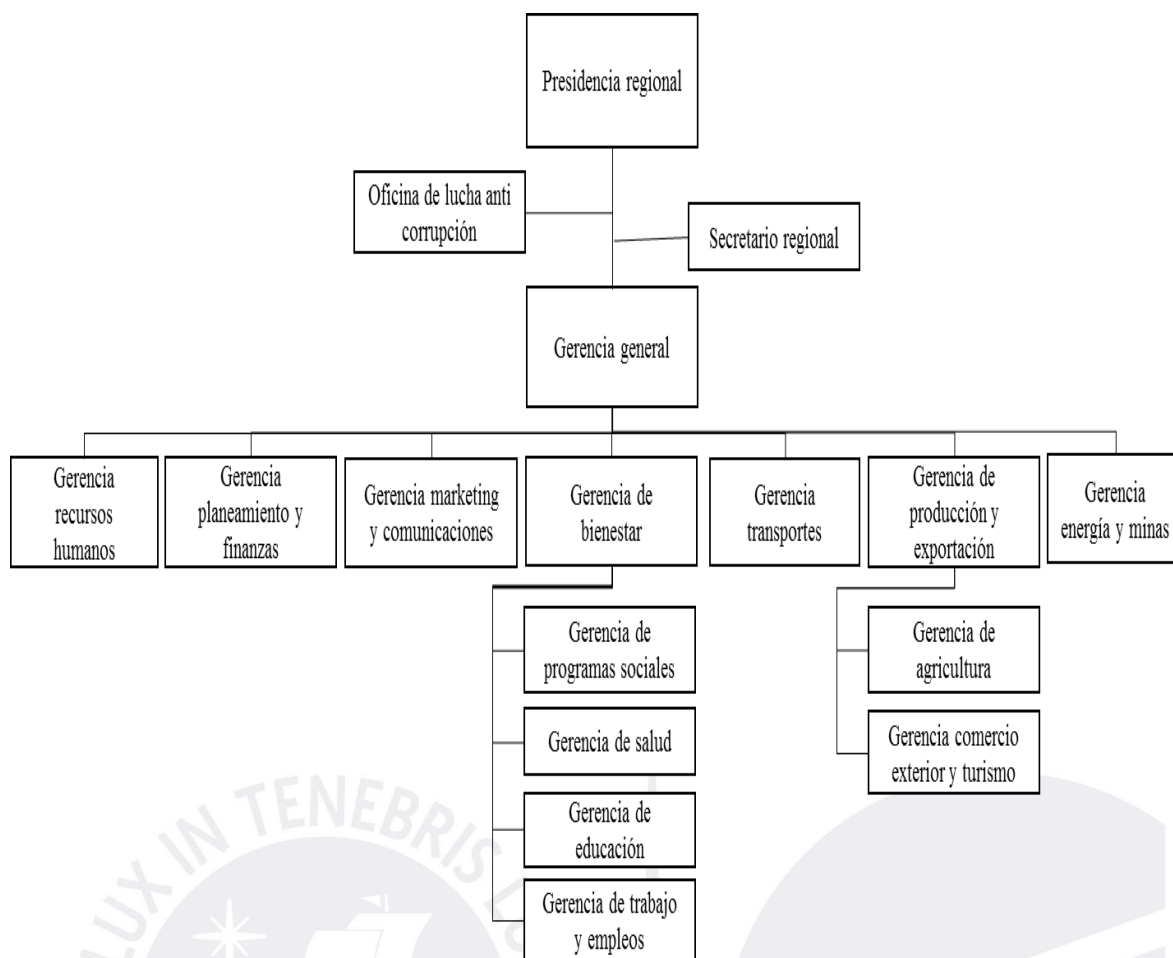 Presidencia regional
Oficina de lucha anti
corrupción
Secretario regional
Gerencia general
Gerencia
recursos
humanos
Gerencia
planeamiento y
finanzas
Gerencia marketing
y comunicaciones
Gerencia de
bienestar
Gerencia
transportes
Gerencia de
producción y
exportación
Gerencia
energía y minas
Gerencia de
programas sociales
Gerencia de salud
Gerencia de
educación
Gerencia de trabajo
y empleos
Gerencia de
agricultura
Gerencia comercio
exterior y turismo
LUX IN TENEBRIS